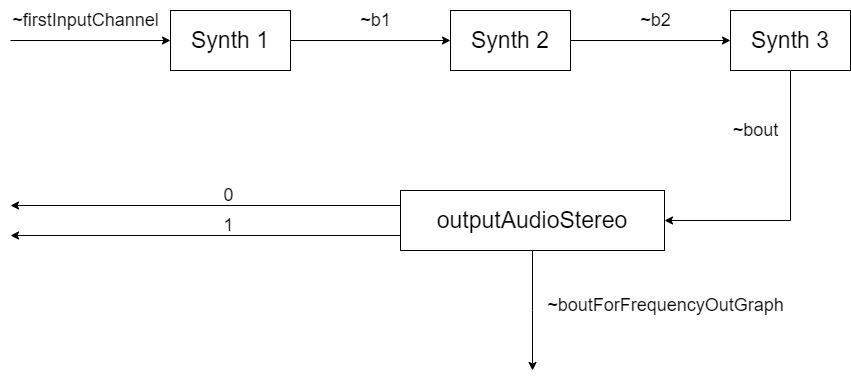 ~firstInputChannel
Synth 1
~b1
Synth 2
~b2
Synth 3
~bout
0
1
outputAudioStereo
~boutForFrequencyOutGraph